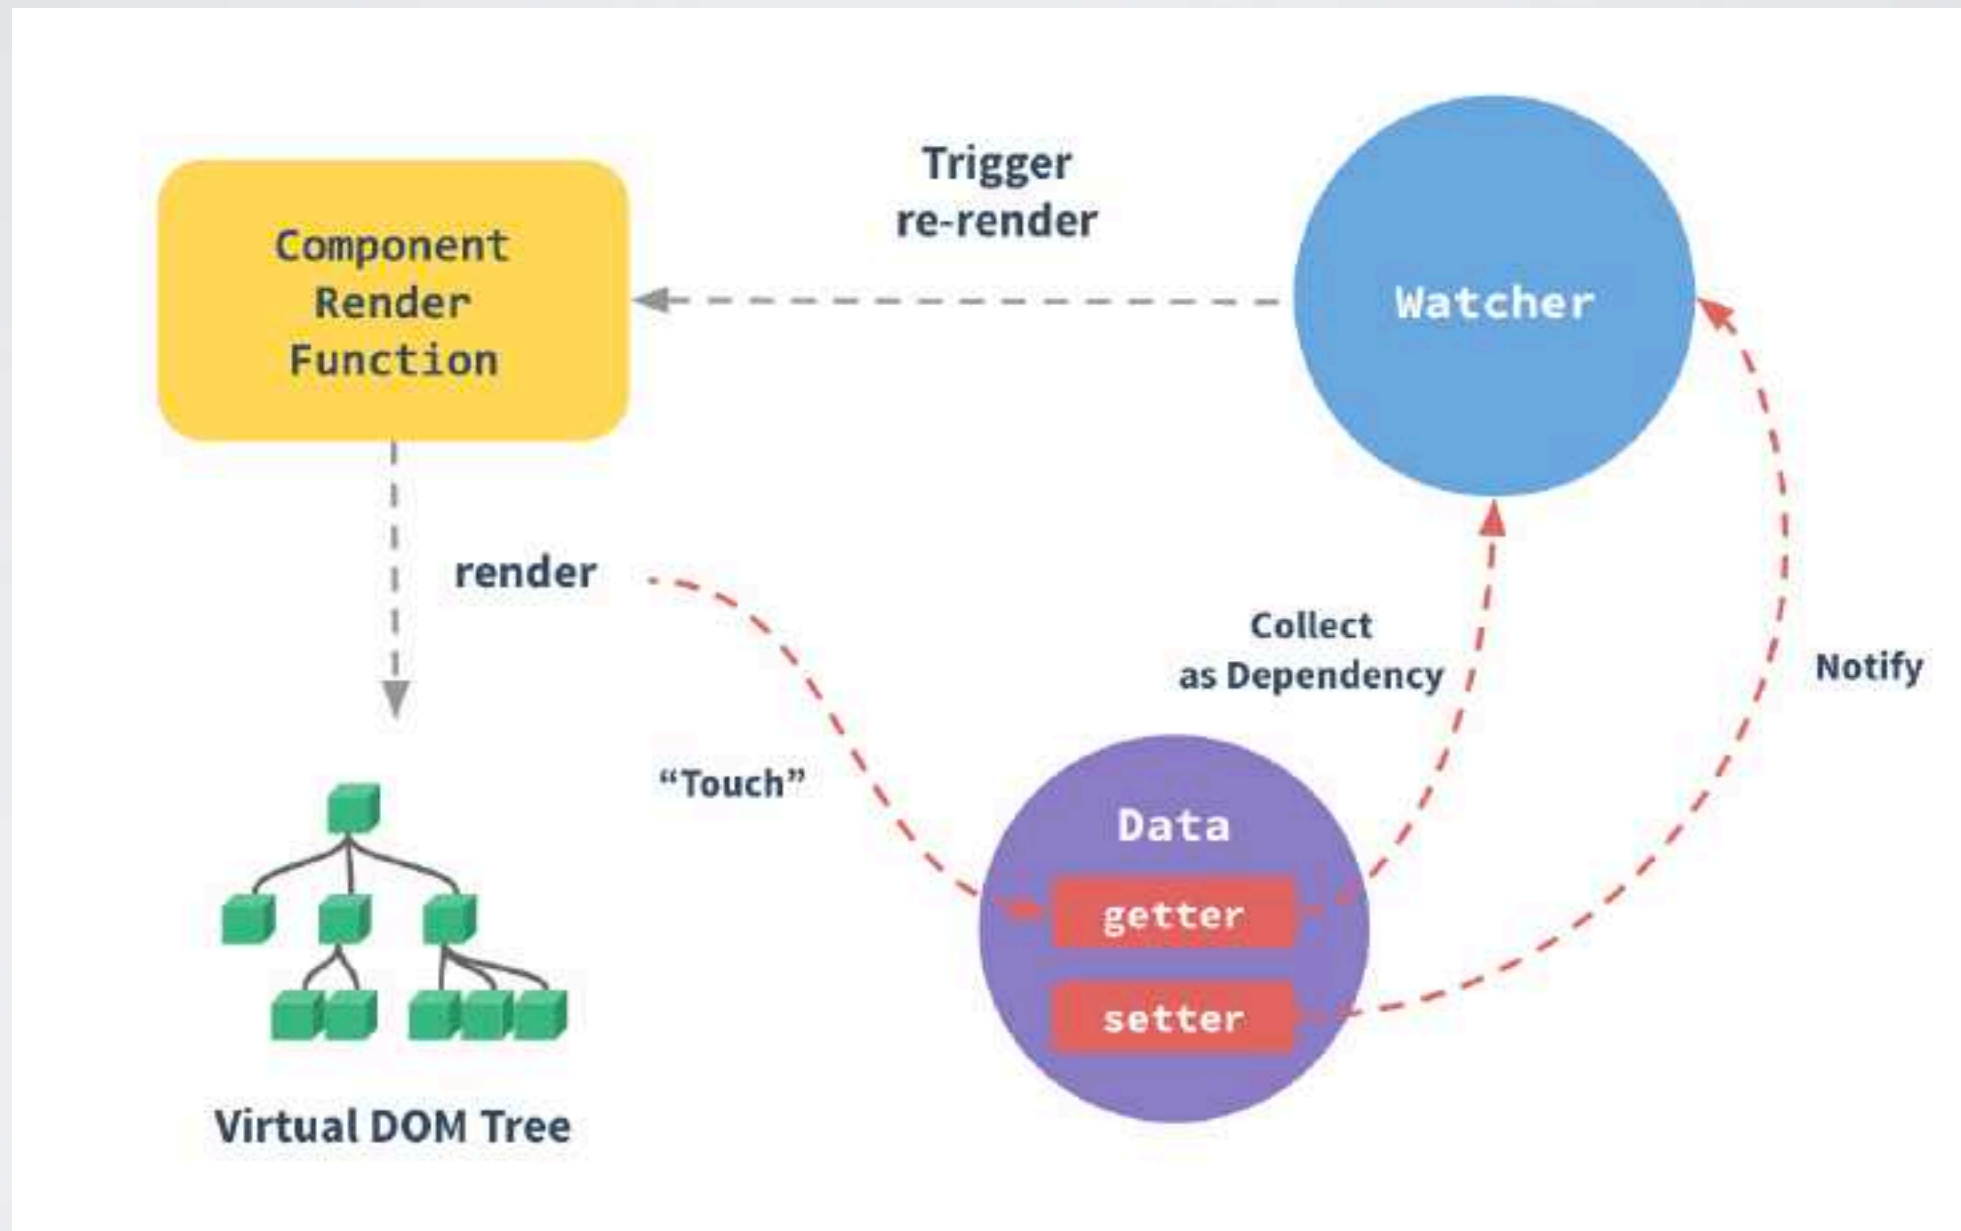 Trigger
re-render
Component
Render
Function
Watcher
render
Collect
as Dependency
Notify
“Touch”
Data
getter
setter
Virtual DOM Tree